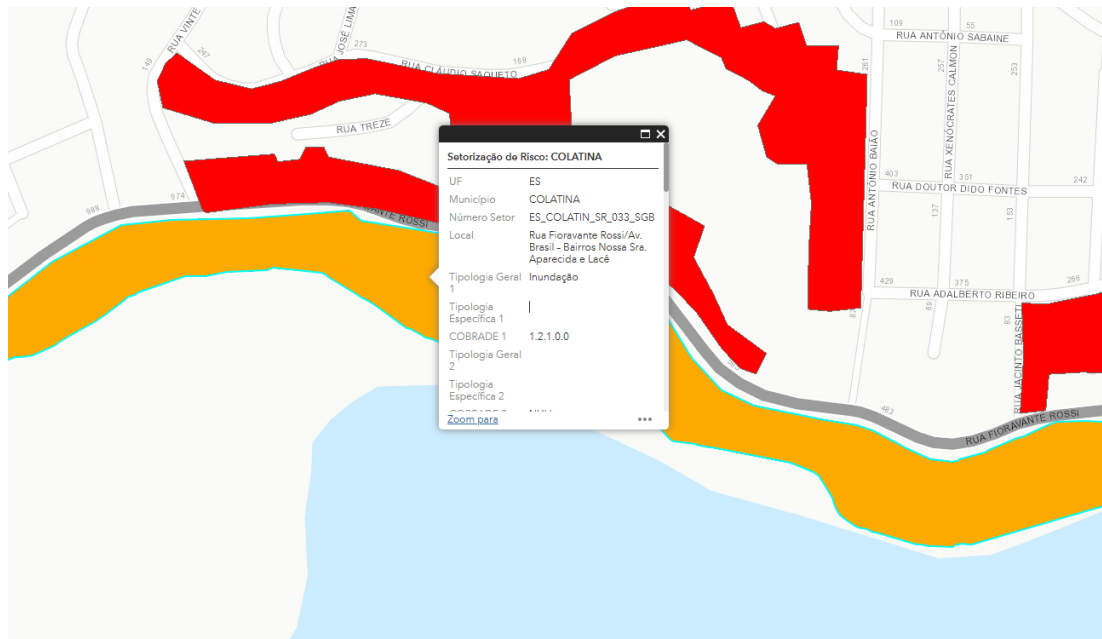 109
55
RUA ANTÔNIO SABAINE
RUA VINTE
247
149
RUA JOSÉ LIMA
273
168
RUA CLÁUDIO SAQUETO
RUA TREZE
261
257
253
RUA XENÓCRATES CALMON
RUA ANTÔNIO BAIÃO
403
351
242
RUA DOUTOR DIDO FONTES
137
153
974
988
ANTE ROSSI
Setorização de Risco: COLATINA
UF ES
Município COLATINA
Número Setor ES_COLATIN_SR_033_SGB
Local Rua Fioravante Rossi/Av.
Brasil - Bairros Nossa Sra.
Aparecida e Lacê
Tipologia Geral Inundação
1
Tipologia
Específica 1
COBRADE 1 1.2.1.0.0
Tipologia Geral
2
Tipologia
Específica 2
Zoom para
429
375
266
RUA ADALBERTO RIBEIRO
69
83
RUA JACINTO BASSETI
483
RUA FIORAVANTE ROSSI